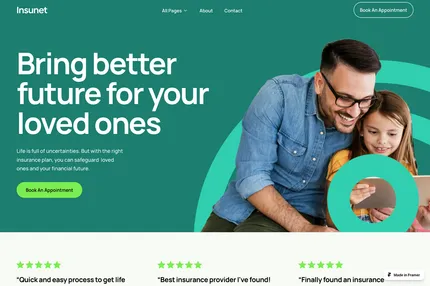 Insunet
All Pages
About
Contact
Book An Appointment
Bring better
future for your
loved ones
Life is full of uncertainties. But with the right
insurance plan, you can safeguard loved
ones and your financial future.
Book An Appointment
“Quick and easy process to get life
“Best insurance provider I've found!
“Finally found an insurance
Made in Framer